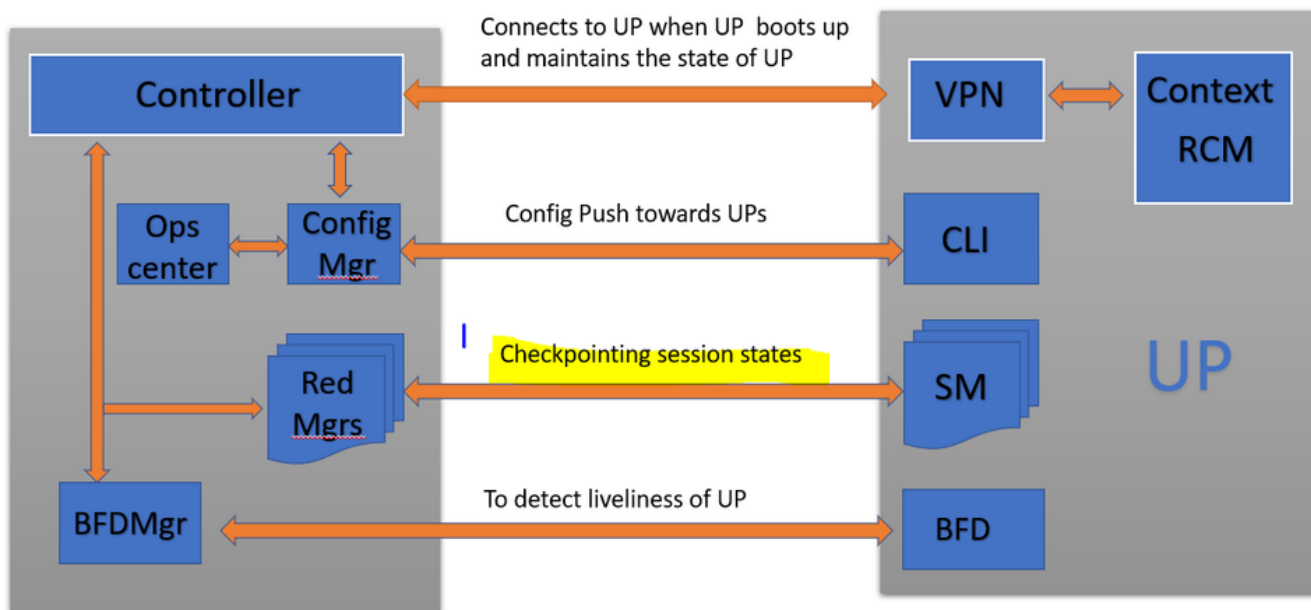 Connects to UP when UP boots up
and maintains the state of UP
Controller
VPN
Context
RCM
Ops
center
Config
Mgr
Config Push towards UPs
CLI
Checkpointing session states
Red
Mgrs
SM
UP
To detect liveliness of UP
BFDMgr
BFD